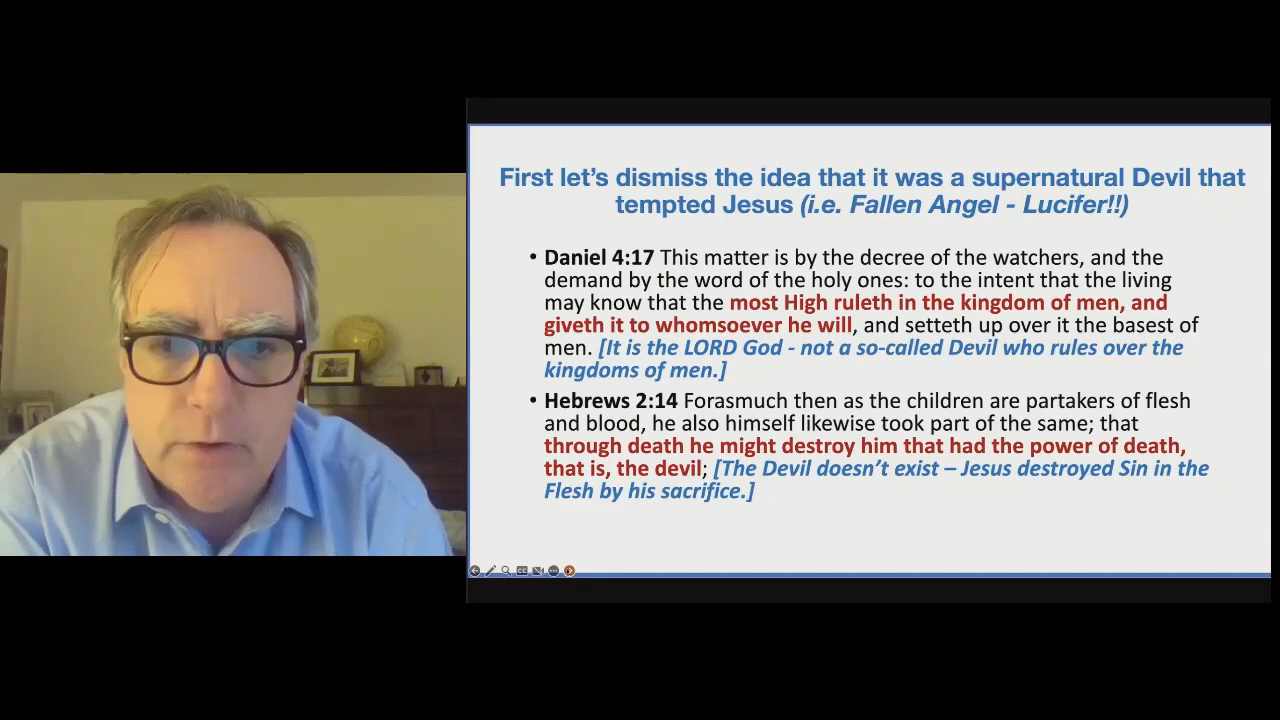 First let’s dismiss the idea that it was a supernatural Devil that
tempted Jesus (i.e. Fallen Angel - Lucifer!!)
• Daniel 4:17 This matter is by the decree of the watchers, and the
demand by the word of the holy ones: to the intent that the living
may know that the most High ruleth in the kingdom of men, and
giveth it to whomsoever he will, and setteth up over it the basest of
men. [It is the LORD God - not a so-called Devil who rules over the
kingdoms of men.]
• Hebrews 2:14 Forasmuch then as the children are partakers of flesh
and blood, he also himself likewise took part of the same; that
through death he might destroy him that had the power of death,
that is, the devil; [The Devil doesn’t exist – Jesus destroyed Sin in the
Flesh by his sacrifice.]